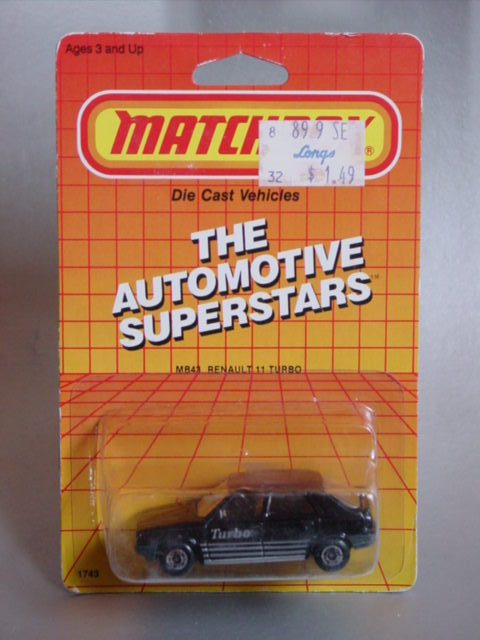 Ages 3 and Up
MATCHBOX ®
8 89 9 SE
Longs
32 $ 1.49
Die Cast Vehicles
THE
AUTOMOTIVE
SUPERSTARS™
MB43 RENAULT 11 TURBO
Turbo
1743